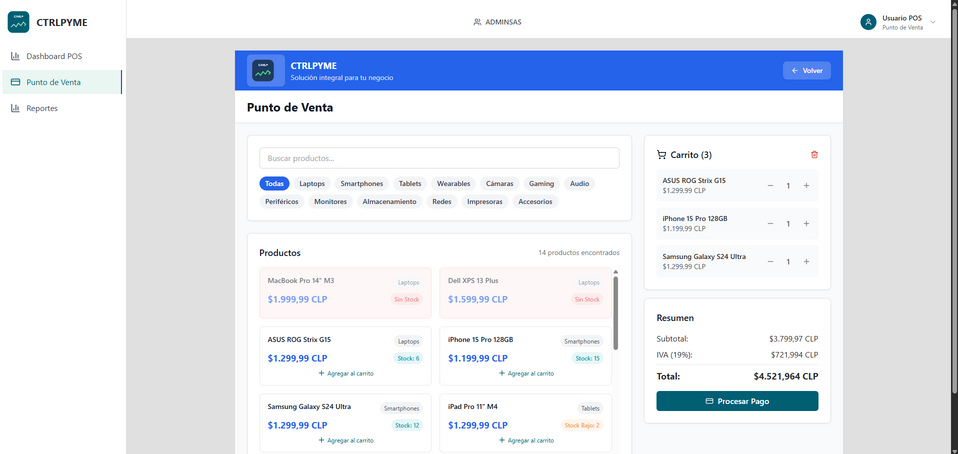 CTRLPYME
Dashboard POS
Punto de Venta
Reportes
ADMINSAS
Usuario POS
Punto de Venta
CTRLPYME
Solución integral para tu negocio
Volver
Punto de Venta
Buscar productos...
Todas Laptops Smartphones Tablets Wearables Cámaras Gaming Audio
Periféricos Monitores Almacenamiento Redes Impresoras Accesorios
Productos
14 productos encontrados
MacBook Pro 14" M3 Laptops
$1.999,99 CLP Sin Stock
Dell XPS 13 Plus Laptops
$1.599,99 CLP Sin Stock
ASUS ROG Strix G15 Laptops
$1.299,99 CLP Stock: 6
+ Agregar al carrito
iPhone 15 Pro 128GB Smartphones
$1.199,99 CLP Stock: 15
+ Agregar al carrito
Samsung Galaxy S24 Ultra Smartphones
$1.299,99 CLP Stock: 12
+ Agregar al carrito
iPad Pro 11" M4 Tablets
$1.299,99 CLP Stock Bajo: 2
+ Agregar al carrito
Carrito (3)
ASUS ROG Strix G15
$1.299,99 CLP
− 1 +
iPhone 15 Pro 128GB
$1.199,99 CLP
− 1 +
Samsung Galaxy S24 Ultra
$1.299,99 CLP
− 1 +
Resumen
Subtotal: $3.799,97 CLP
IVA (19%): $721,994 CLP
Total: $4.521,964 CLP
Procesar Pago